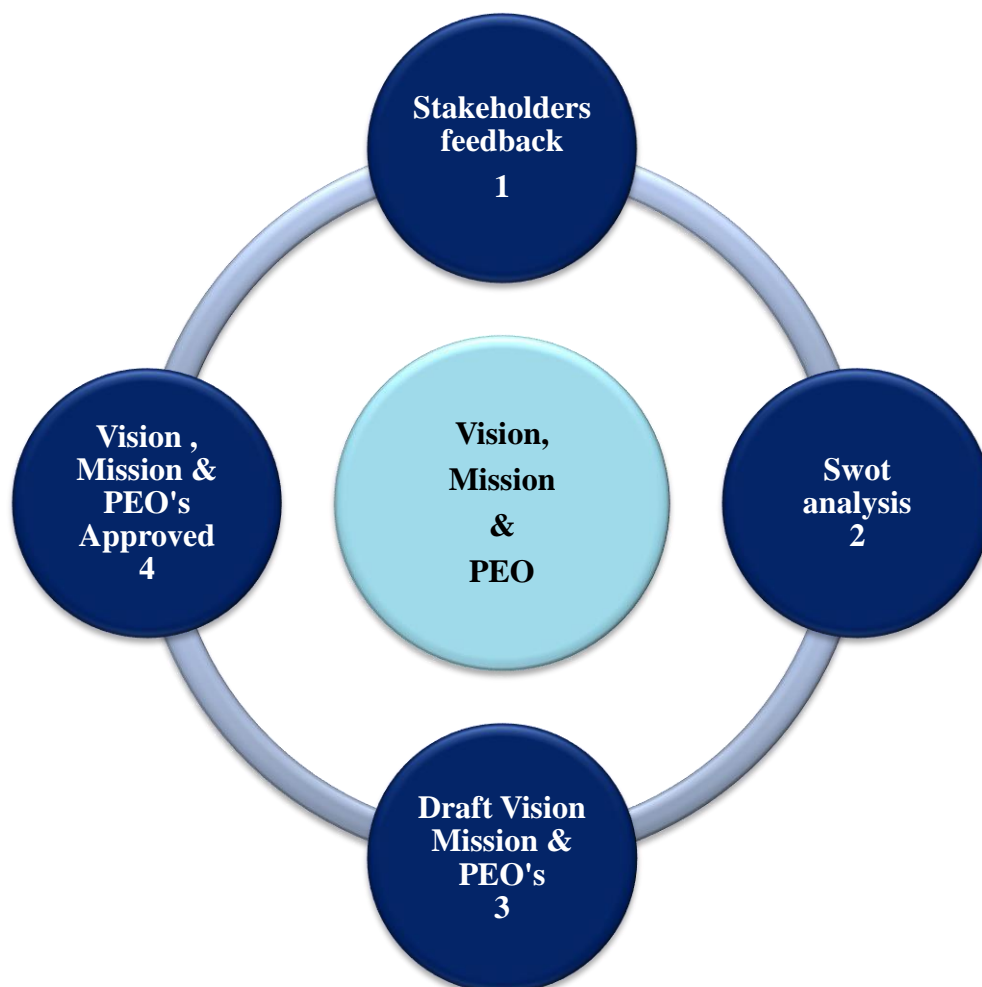 Stakeholders
feedback
1
Vision ,
Mission &
PEO's
Approved
4
Vision,
Mission
&
PEO
Swot
analysis
2
Draft Vision
Mission &
PEO's
3